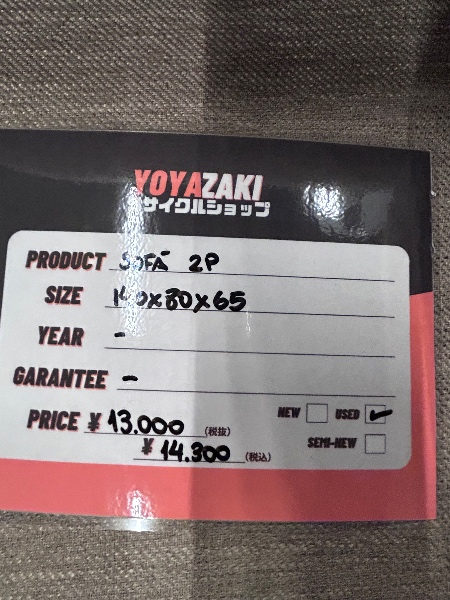 YOYAZAKI
サイクルショップ
PRODUCT SOFÁ 2P
SIZE 140x80x65
YEAR -
GARANTEE -
PRICE ¥ 13.000 (税抜)
NEW USED ✓
¥ 14.300 (税込)
SEMI-NEW